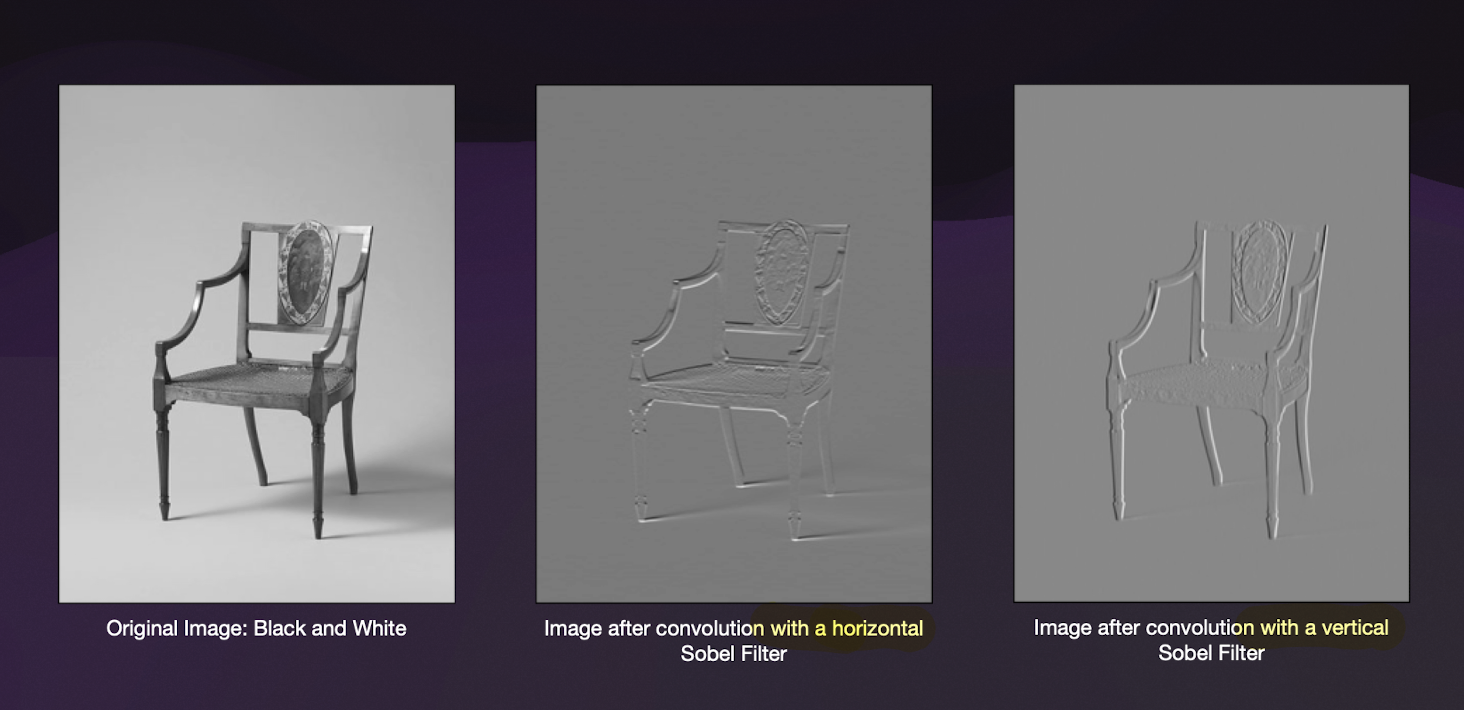 Original Image: Black and White
Image after convolution with a horizontal
Sobel Filter
Image after convolution with a vertical
Sobel Filter